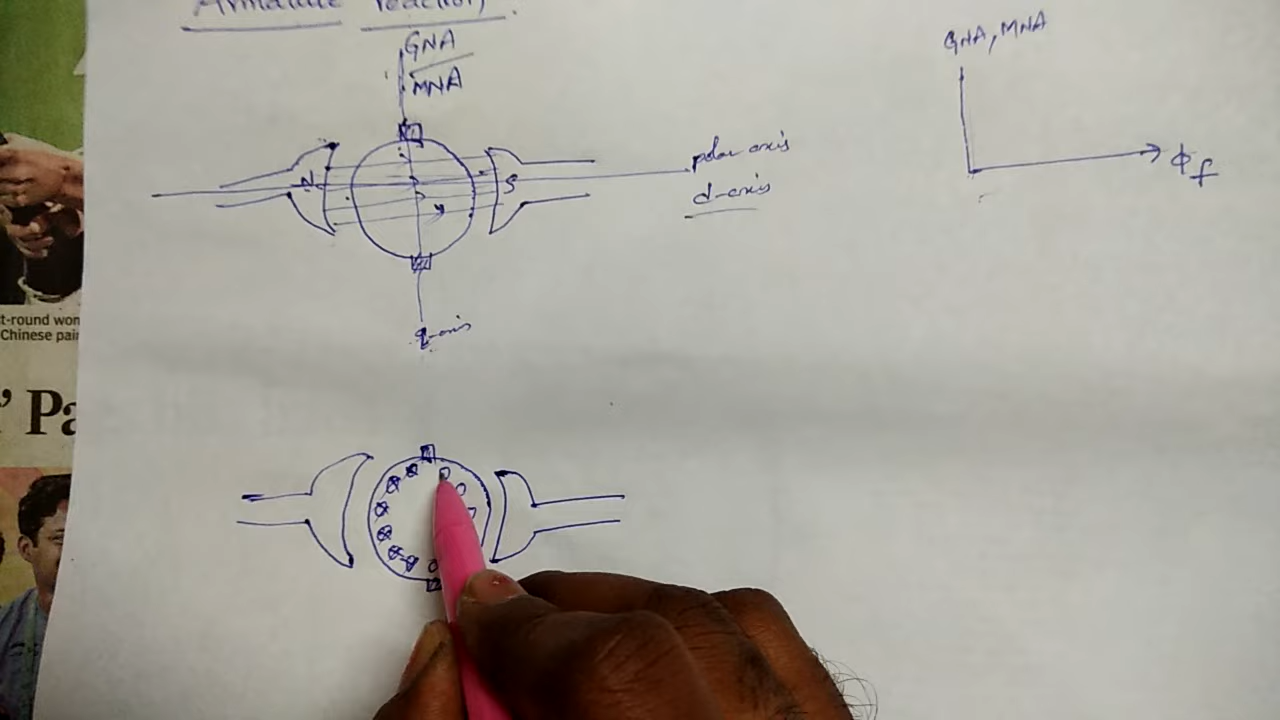 Armature reaction
GNA
MNA
N
S
polar axis
d-axis
q-axis
GNA, MNA
ϕf
t-round won
Chinese pai
' Pa